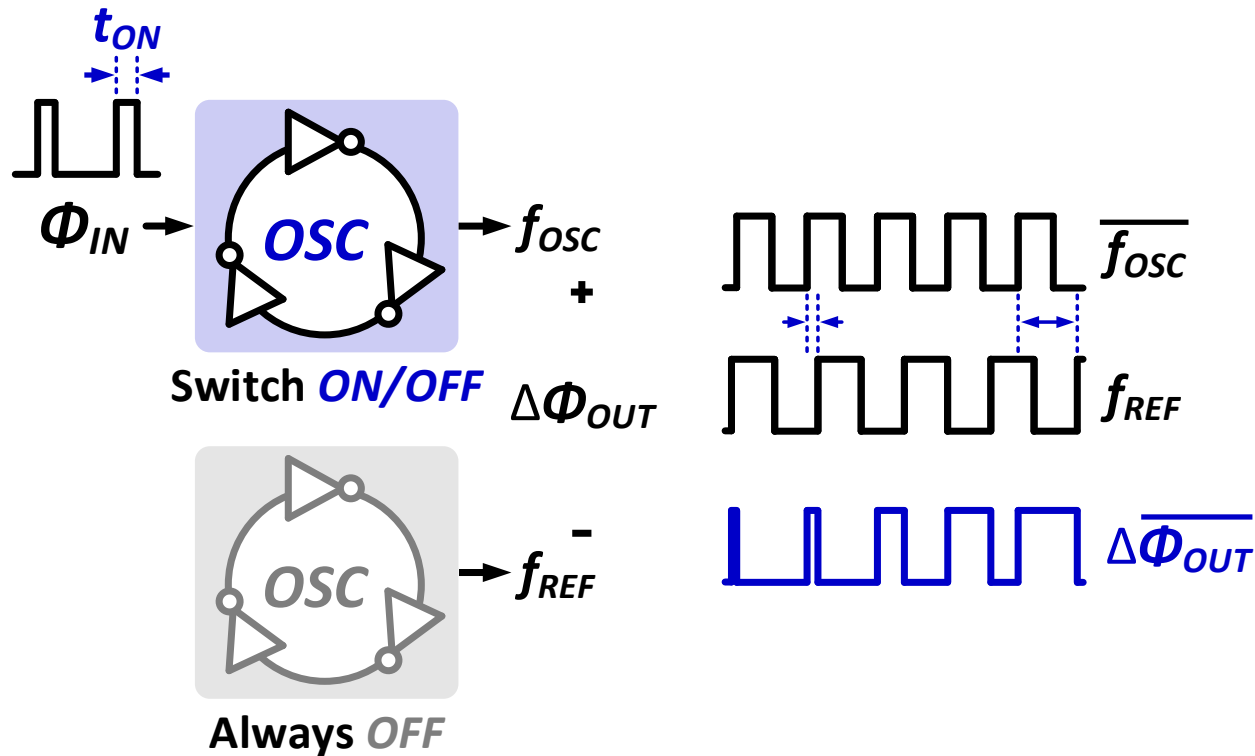 tON
ΦIN
OSC
fOSC
+
Switch ON/OFF
ΔΦOUT
OSC
-
fREF
Always OFF
fOSC
fREF
ΔΦOUT